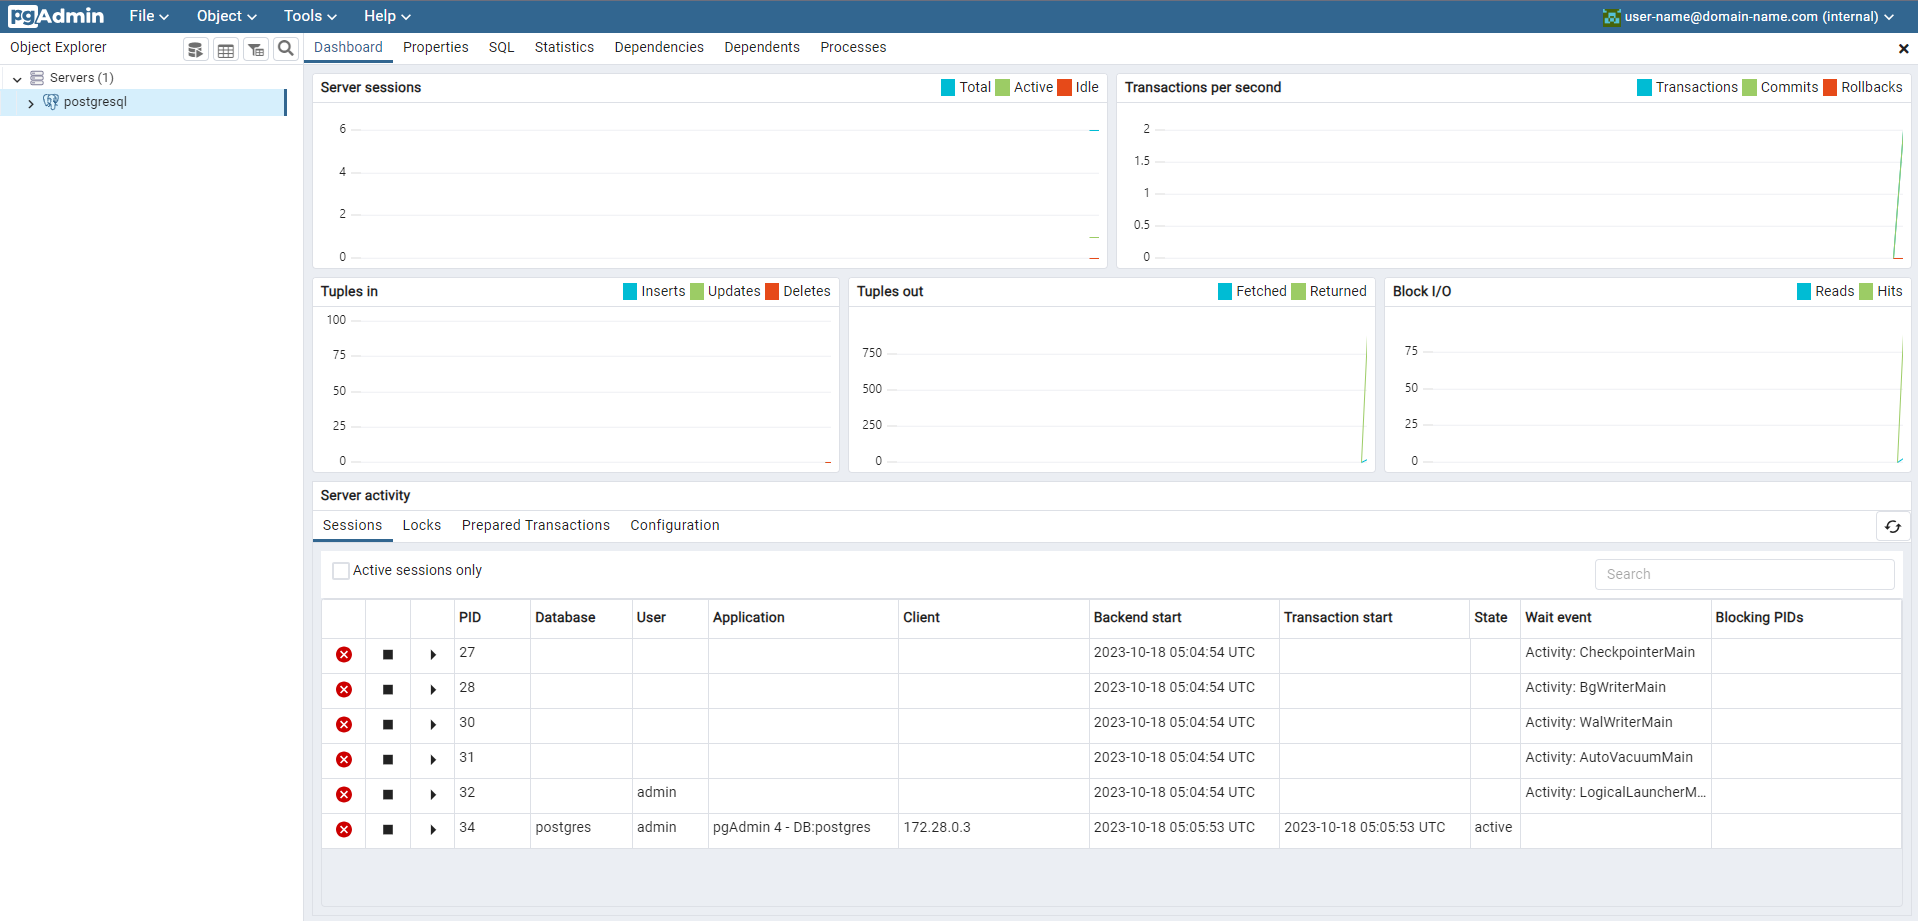 pgAdmin File Object Tools Help user-name@domain-name.com (internal)
Object Explorer
Dashboard Properties SQL Statistics Dependencies Dependents Processes
Servers (1)
postgresql
Server sessions Total Active Idle
6
4
2
0
Transactions per second Transactions Commits Rollbacks
2
1.5
1
0.5
0
Tuples in Inserts Updates Deletes
100
75
50
25
0
Tuples out Fetched Returned
750
500
250
0
Block I/O Reads Hits
75
50
25
0
Server activity
Sessions Locks Prepared Transactions Configuration
Active sessions only Search
PID Database User Application Client Backend start Transaction start State Wait event Blocking PIDs
27 2023-10-18 05:04:54 UTC Activity: CheckpointerMain
28 2023-10-18 05:04:54 UTC Activity: BgWriterMain
30 2023-10-18 05:04:54 UTC Activity: WalWriterMain
31 2023-10-18 05:04:54 UTC Activity: AutoVacuumMain
32 admin 2023-10-18 05:04:54 UTC Activity: LogicalLauncherM...
34 postgres admin pgAdmin 4 - DB:postgres 172.28.0.3 2023-10-18 05:05:53 UTC 2023-10-18 05:05:53 UTC active